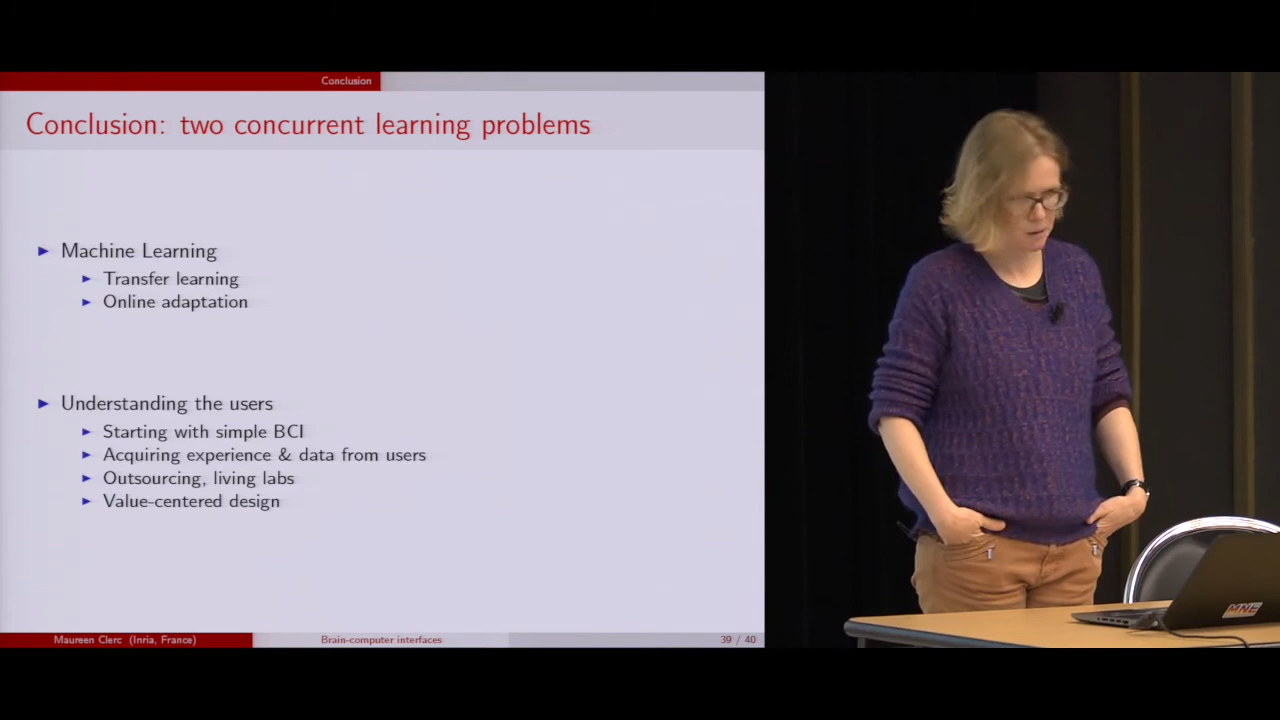 Conclusion
Conclusion: two concurrent learning problems
Machine Learning
Transfer learning
Online adaptation
Understanding the users
Starting with simple BCI
Acquiring experience & data from users
Outsourcing, living labs
Value-centered design
Maureen Clerc (Inria, France)
Brain-computer interfaces
39 / 40
MNE